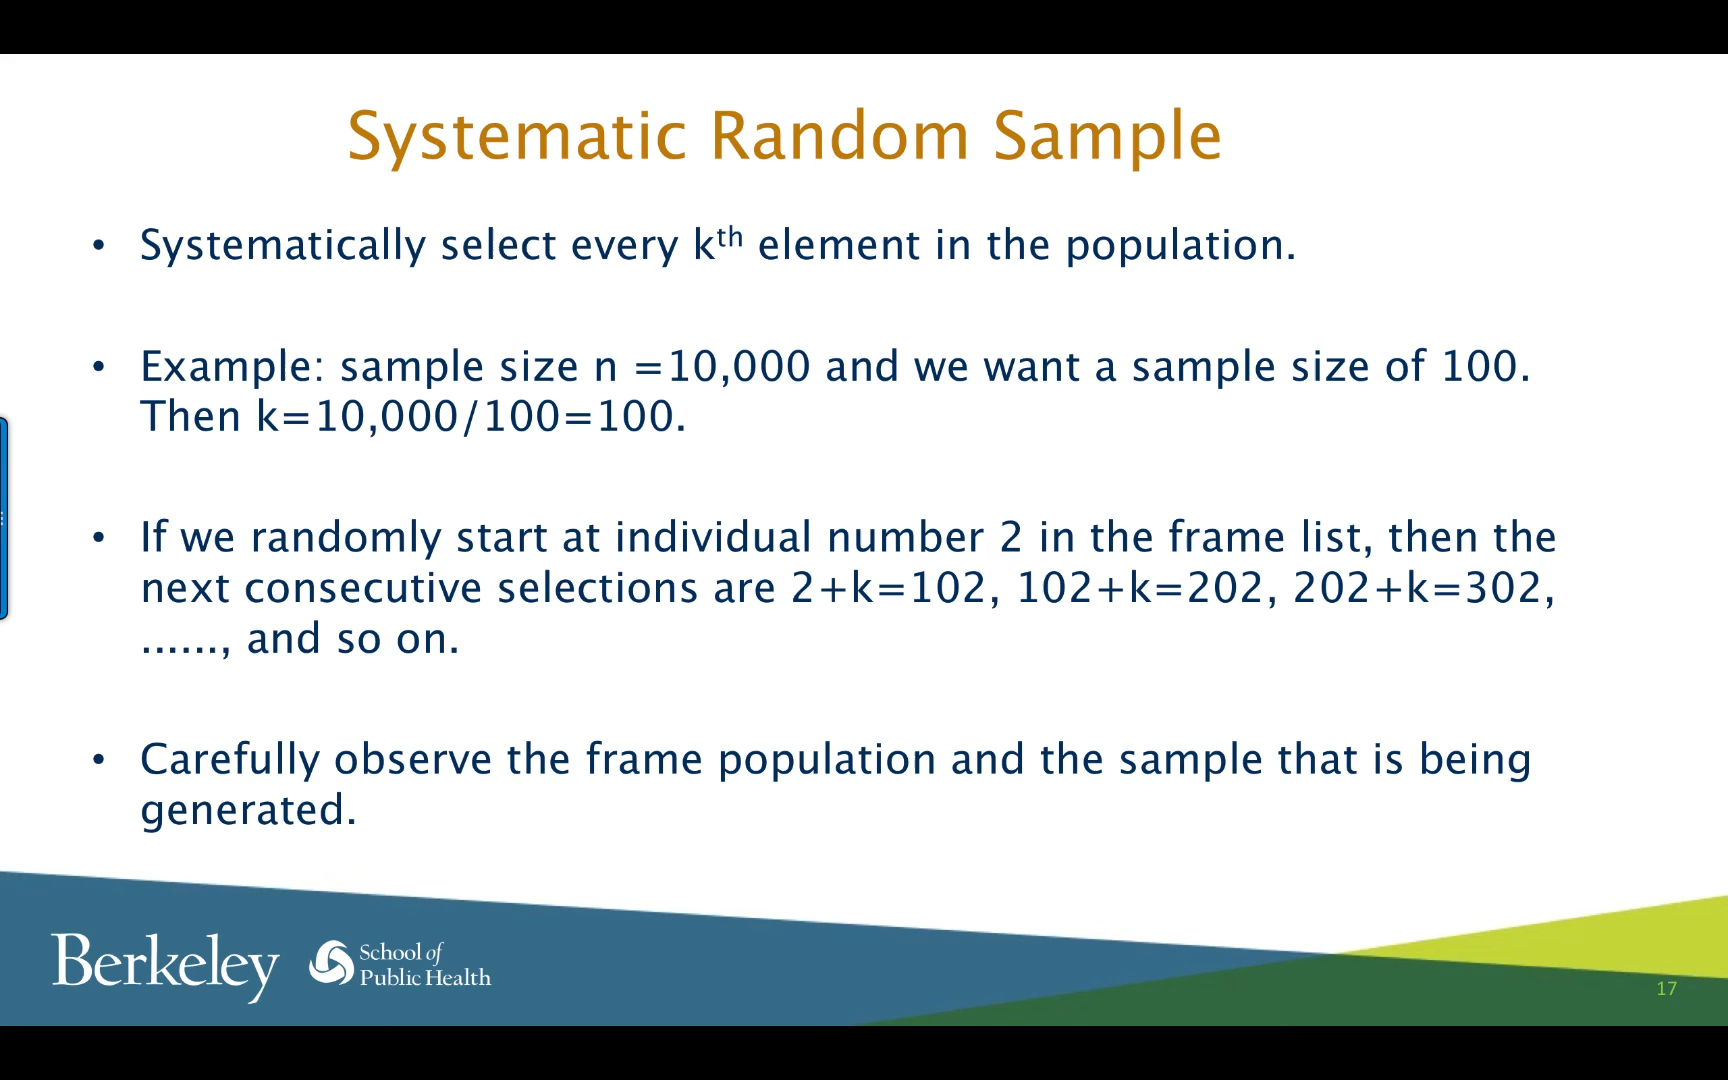 Systematic Random Sample
• Systematically select every kth element in the population.
• Example: sample size n =10,000 and we want a sample size of 100.
Then k=10,000/100=100.
• If we randomly start at individual number 2 in the frame list, then the
next consecutive selections are 2+k=102, 102+k=202, 202+k=302,
......, and so on.
• Carefully observe the frame population and the sample that is being
generated.
Berkeley
School of
Public Health
17